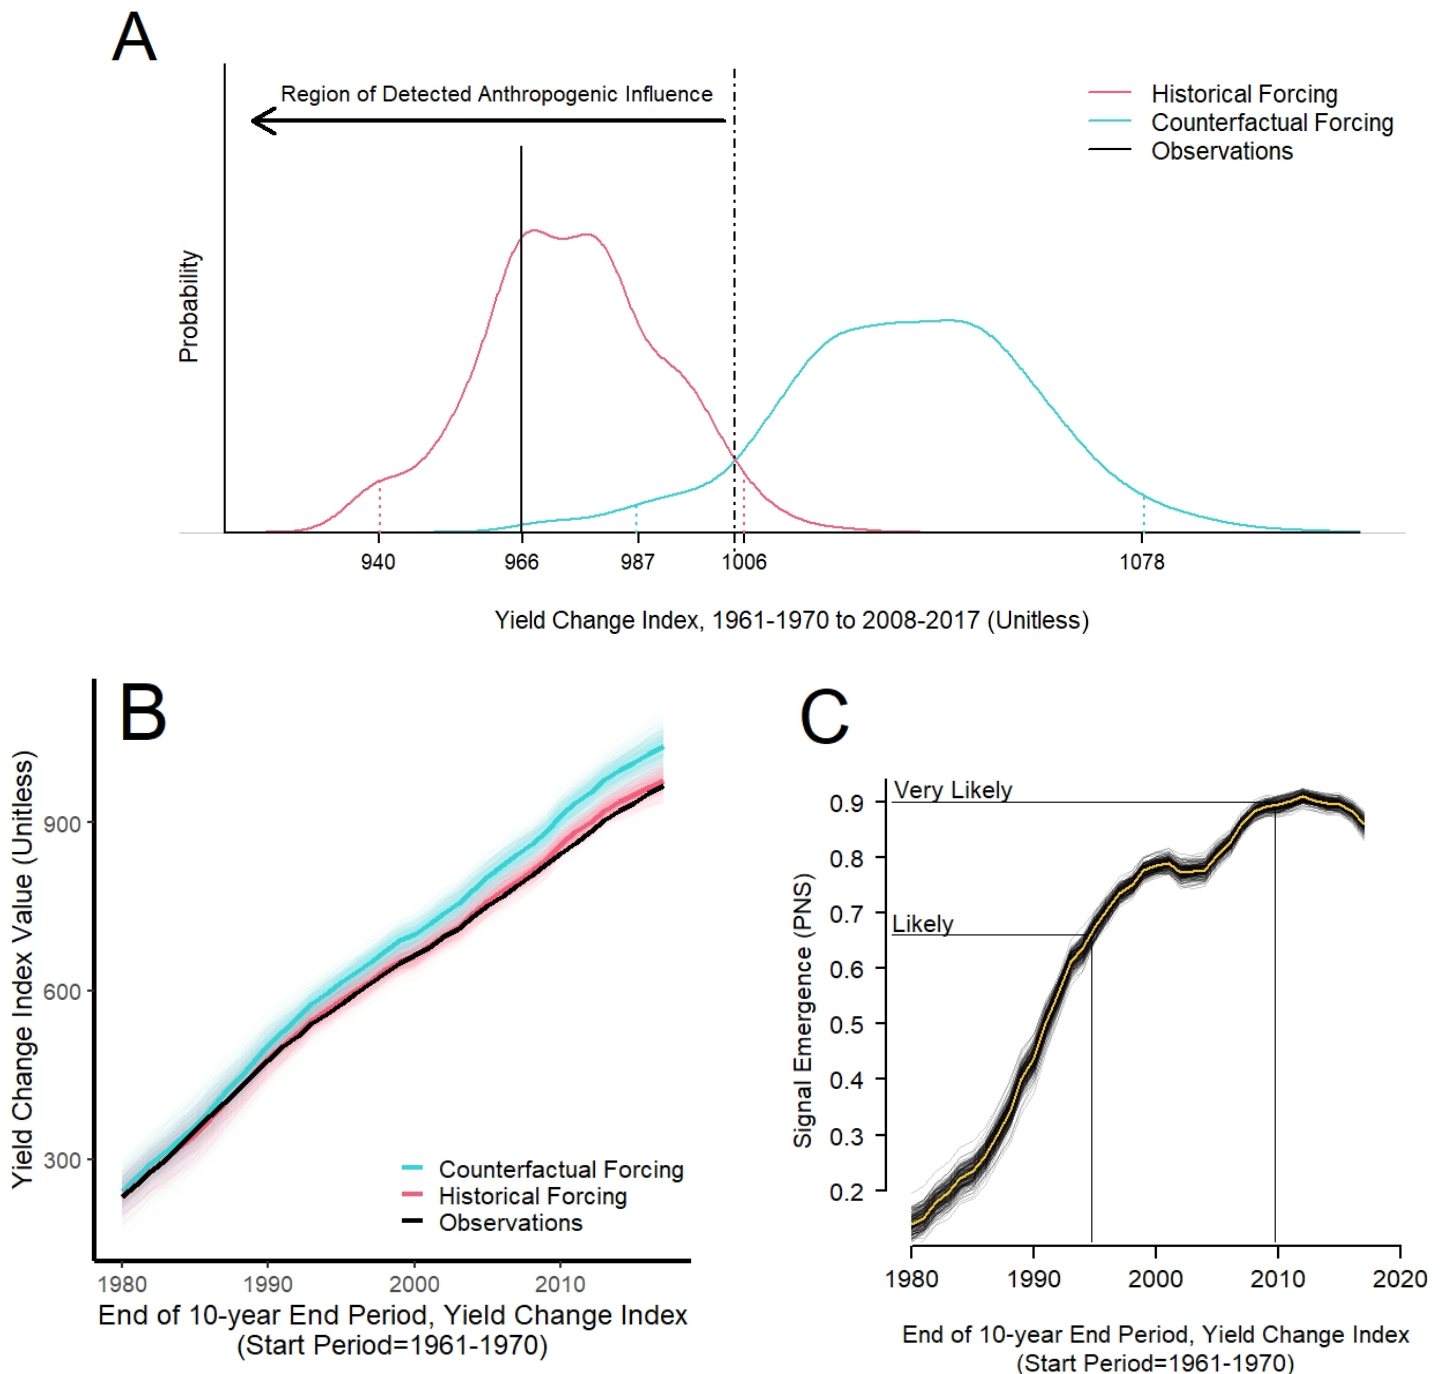 A
Region of Detected Anthropogenic Influence
Historical Forcing
Counterfactual Forcing
Observations
Probability
940
966
987
1006
1078
Yield Change Index, 1961-1970 to 2008-2017 (Unitless)
B
Yield Change Index Value (Unitless)
900
600
300
Counterfactual Forcing
Historical Forcing
Observations
1980
1990
2000
2010
End of 10-year End Period, Yield Change Index
(Start Period=1961-1970)
C
Signal Emergence (PNS)
Very Likely
Likely
0.9
0.8
0.7
0.6
0.5
0.4
0.3
0.2
1980
1990
2000
2010
2020
End of 10-year End Period, Yield Change Index
(Start Period=1961-1970)